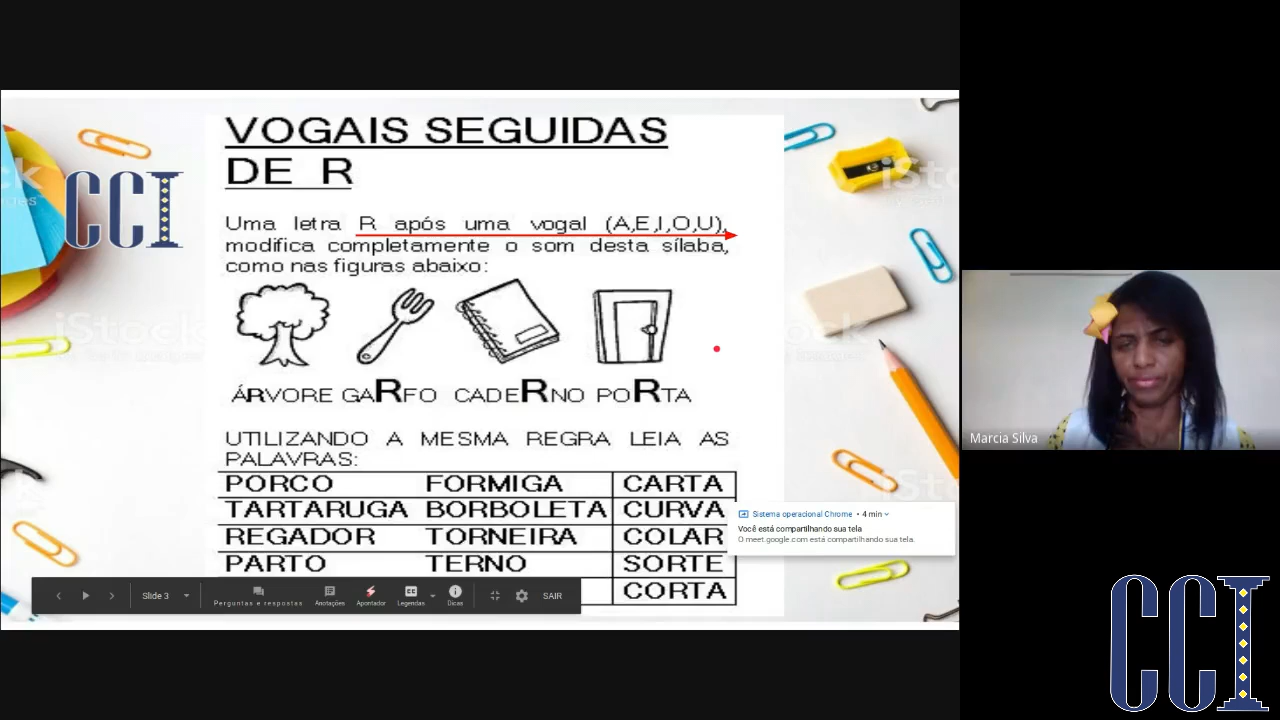 VOGAIS SEGUIDAS
DE R
CCI
Uma letra R após uma vogal (A,E,I,O,U),
modifica completamente o som desta sílaba,
como nas figuras abaixo:
ÁRVORE GARFO CADERNO PORTA
UTILIZANDO A MESMA REGRA LEIA AS
PALAVRAS:
PORCO FORMIGA CARTA
TARTARUGA BORBOLETA CURVA
REGADOR TORNEIRA COLAR
PARTO TERNO SORTE
CORTA
Sistema operacional Chrome • 4 min
Você está compartilhando sua tela
O meet.google.com está compartilhando sua tela.
Slide 3
Perguntas e respostas
Anotações
Apontador
Legendas
Dicas
SAIR
Marcia Silva
iStock
CCI